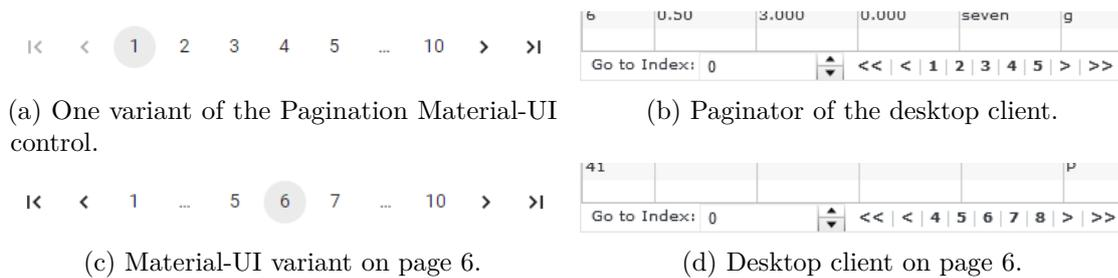 1 2 3 4 5 ... 10
6 0.50 3.000 0.000 seven g
Go to Index: 0 << | < | 1 | 2 | 3 | 4 | 5 | > | >>
(a) One variant of the Pagination Material-UI
control.
(b) Paginator of the desktop client.
1 ... 5 6 7 ... 10
41 p
Go to Index: 0 << | < | 4 | 5 | 6 | 7 | 8 | > | >>
(c) Material-UI variant on page 6.
(d) Desktop client on page 6.